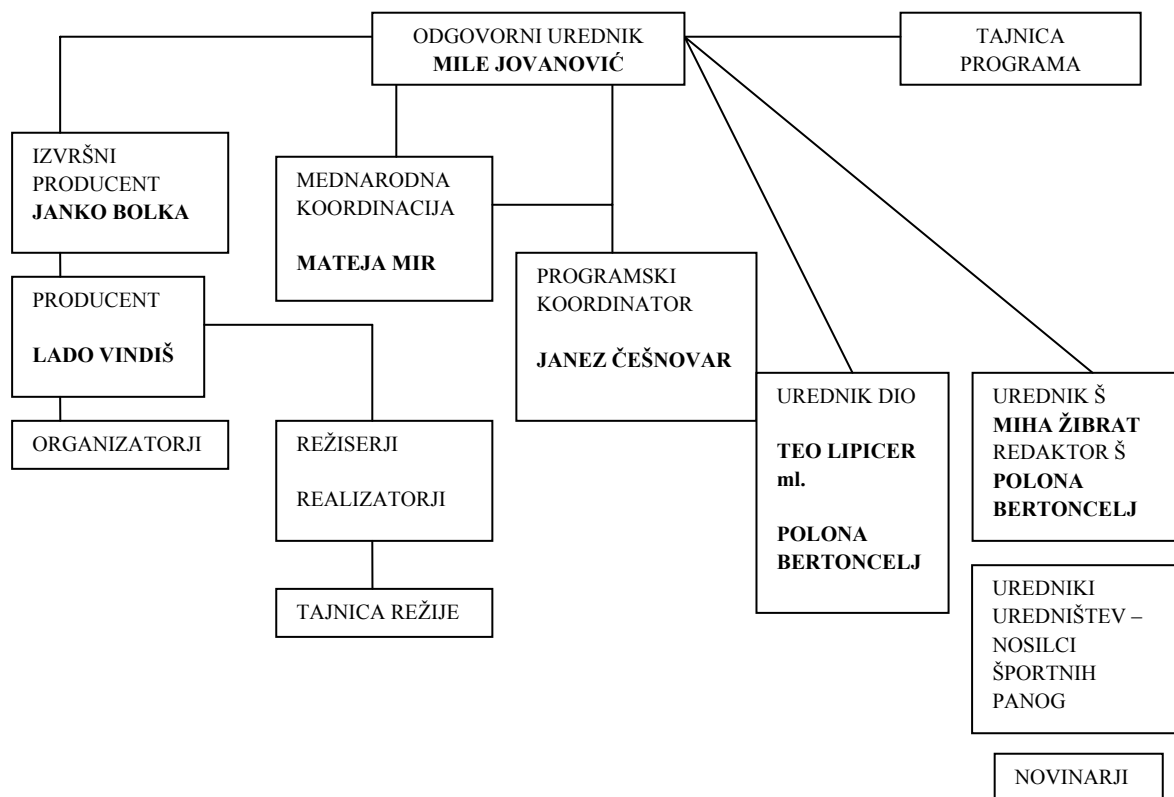 ODGOVORNI UREDNIK
MILE JOVANOVIĆ
TAJNICA
PROGRAMA
IZVRŠNI
PRODUCENT
JANKO BOLKA
MEDNARODNA
KOORDINACIJA
MATEJA MIR
PROGRAMSKI
KOORDINATOR
JANEZ ČEŠNOVAR
PRODUCENT
LADO VINDIŠ
UREDNIK DIO
TEO LIPICER
ml.
POLONA
BERTONCELJ
UREDNIK Š
MIHA ŽIBRAT
REDAKTOR Š
POLONA
BERTONCELJ
ORGANIZATORJI
REŽISERJI
REALIZATORJI
TAJNICA REŽIJE
UREDNIKI
UREDNIŠTEV –
NOSILCI
ŠPORTNIH
PANOG
NOVINARJI